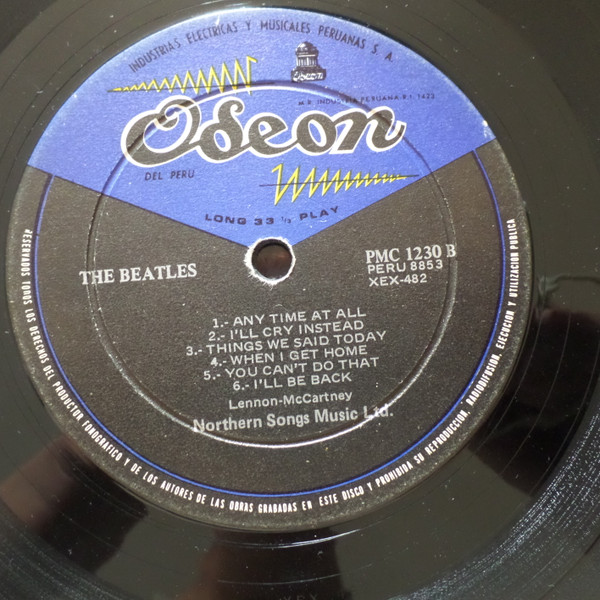 INDUSTRIAS ELECTRICAS Y MUSICALES PERUANAS S. A.
Odeon
M.R. INDUSTRIA PERUANA R.I. 1423
Odeon
DEL PERU
LONG 33 1/3 PLAY
THE BEATLES
PMC 1230 B
PERU 8853
XEX-482
1.- ANY TIME AT ALL
2.- I'LL CRY INSTEAD
3.- THINGS WE SAID TODAY
4.- WHEN I GET HOME
5.- YOU CAN'T DO THAT
6.- I'LL BE BACK
Lennon-McCartney
Northern Songs Music Ltd.
RESERVADOS TODOS LOS DERECHOS DEL PRODUCTOR FONOGRAFICO Y DE LOS AUTORES DE LAS OBRAS GRABADAS EN ESTE DISCO Y PROHIBIDA SU REPRODUCCION, RADIODIFUSION, EJECUCION Y UTILIZACION PUBLICA